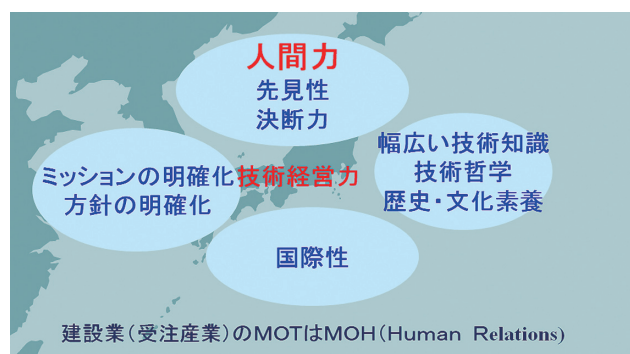 人間力
先見性
決断力
幅広い技術知識
技術哲学
歴史・文化素養
ミッションの明確化
方針の明確化
技術経営力
国際性
建設業(受注産業)のMOTはMOH(Human Relations)